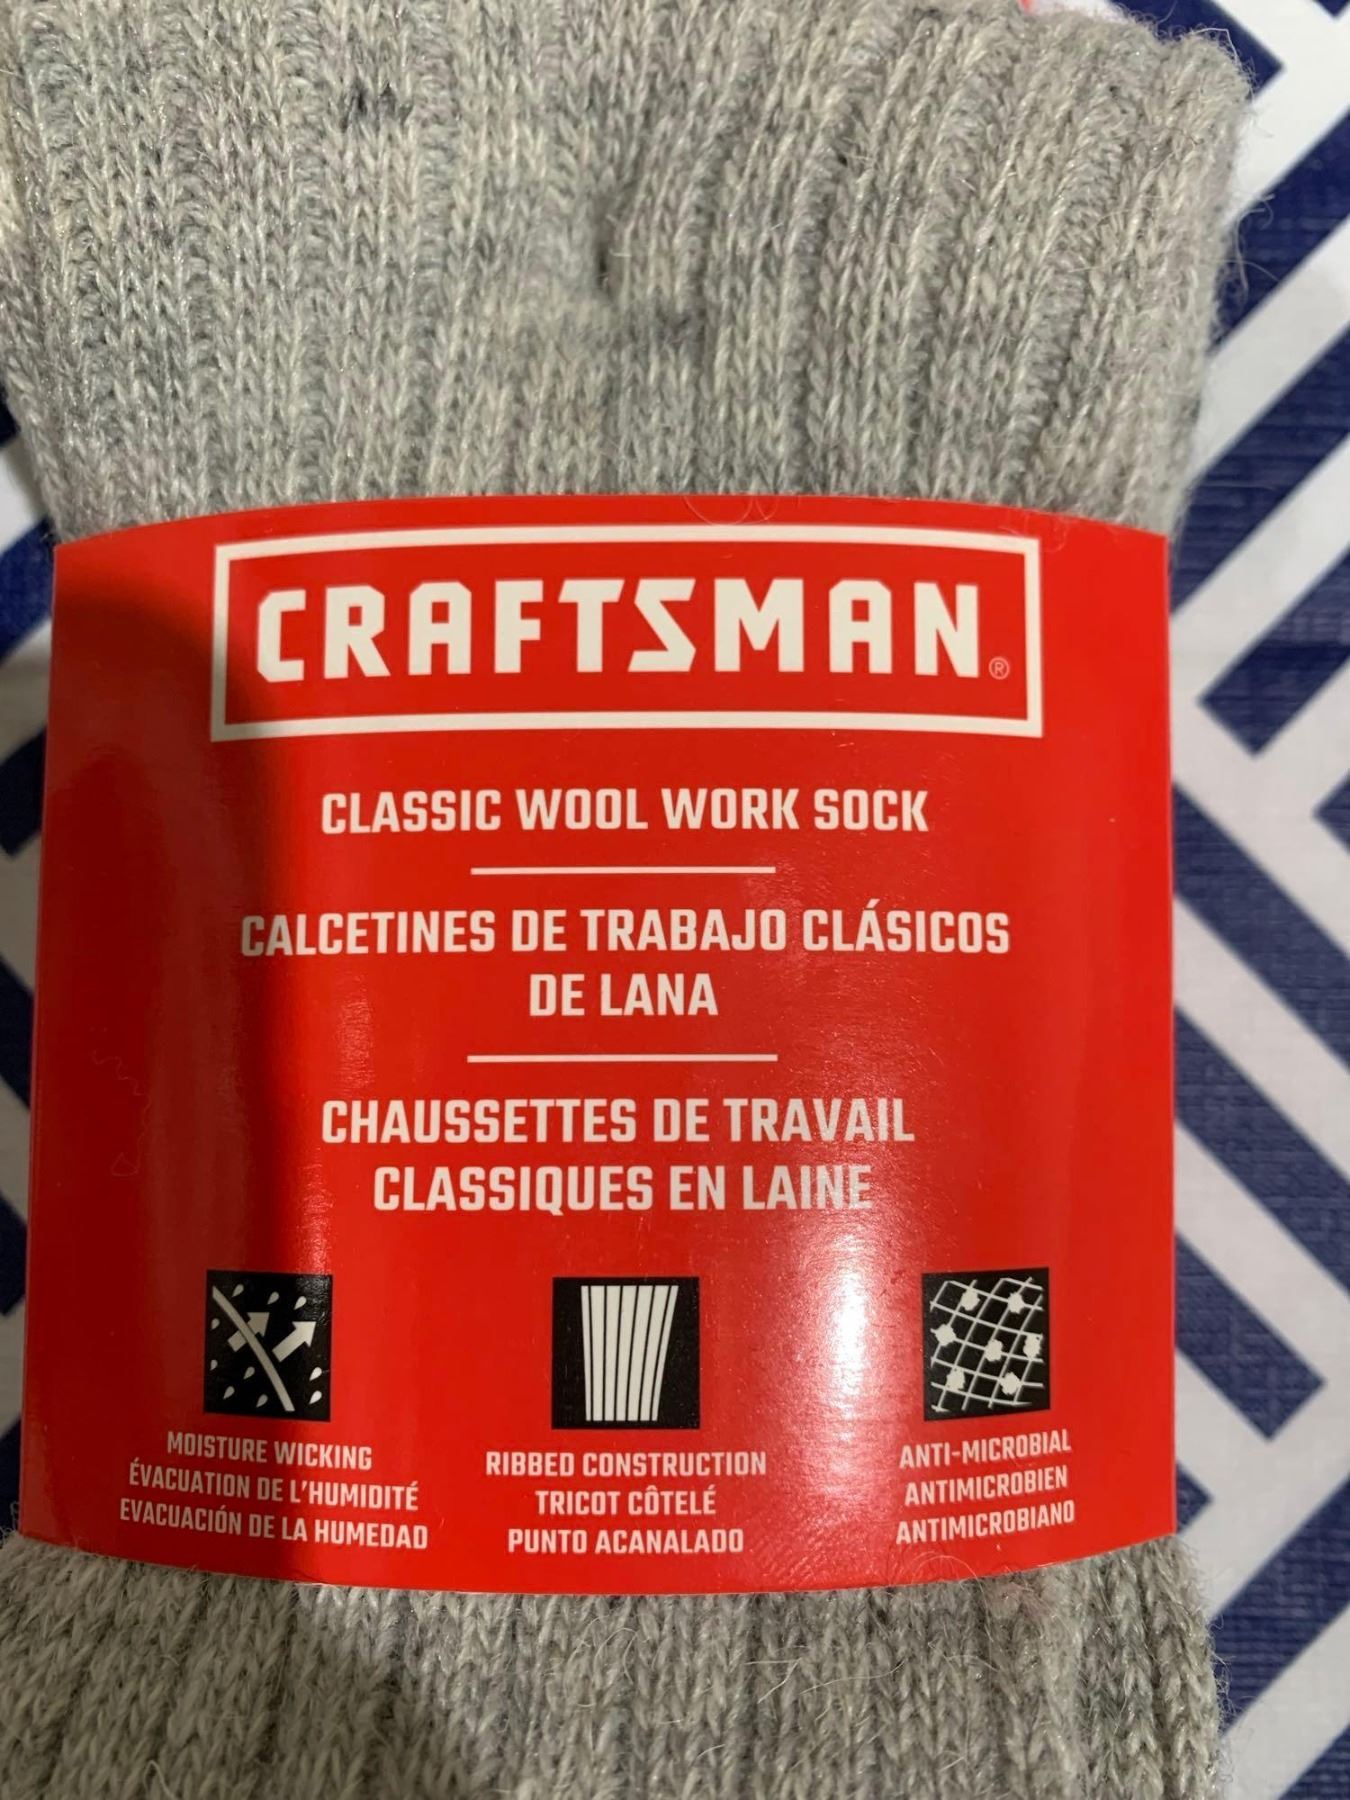 CRAFTSMAN®
CLASSIC WOOL WORK SOCK
CALCETINES DE TRABAJO CLÁSICOS
DE LANA
CHAUSSETTES DE TRAVAIL
CLASSIQUES EN LAINE
MOISTURE WICKING
ÉVACUATION DE L'HUMIDITÉ
EVACUACIÓN DE LA HUMEDAD
RIBBED CONSTRUCTION
TRICOT CÔTELÉ
PUNTO ACANALADO
ANTI-MICROBIAL
ANTIMICROBIEN
ANTIMICROBIANO